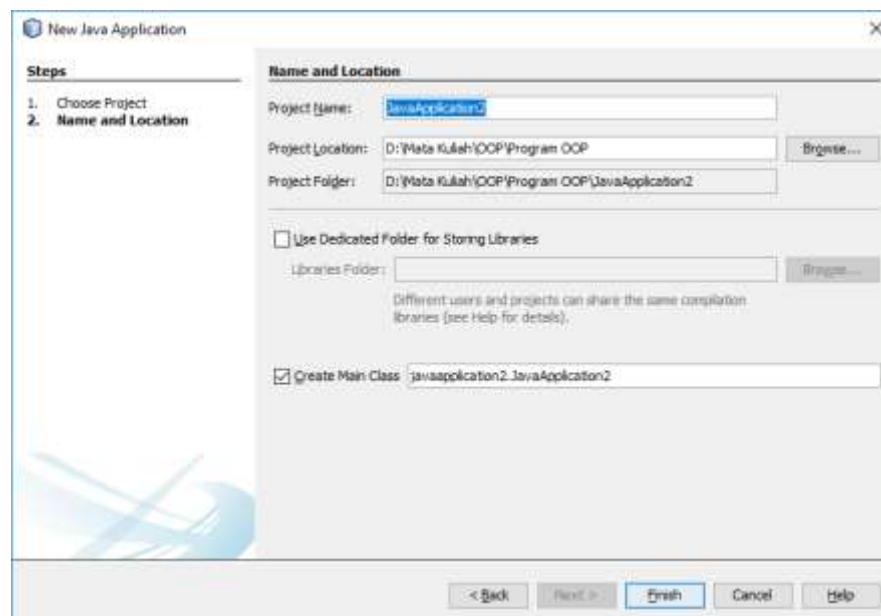 New Java Application
Steps
1. Choose Project
2. Name and Location
Name and Location
Project Name: JavaApplication2
Project Location: D:\Mata Kuliah\OOP\Program OOP Browse...
Project Folder: D:\Mata Kuliah\OOP\Program OOP\JavaApplication2
Use Dedicated Folder for Storing Libraries
Libraries Folder: Browse...
Different users and projects can share the same compilation
libraries (see Help for details).
Create Main Class javaapplication2.JavaApplication2
< Back Next > Finish Cancel Help